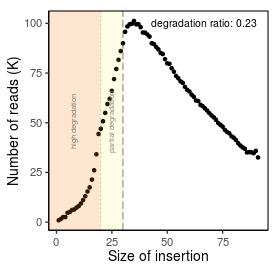 degradation ratio: 0.23
100
75
50
25
0
Number of reads (K)
high degradation
partial degradation
0
25
50
75
Size of insertion